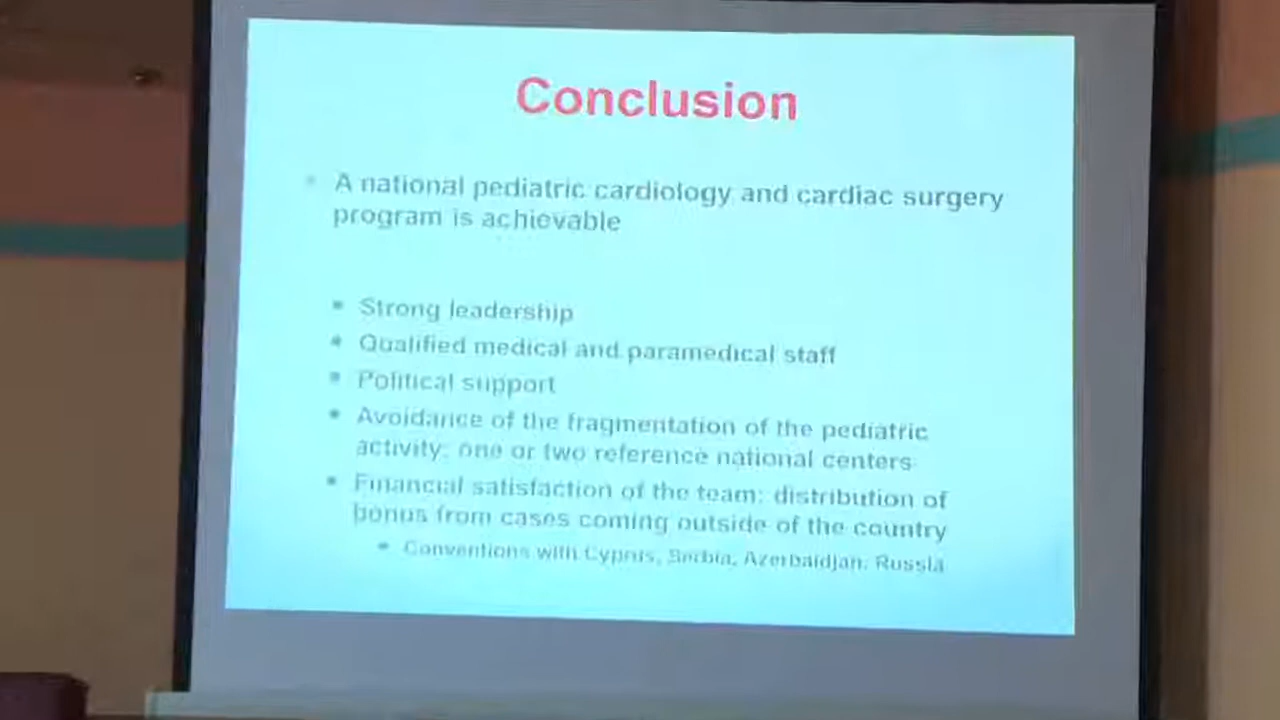 Conclusion
A national pediatric cardiology and cardiac surgery
program is achievable
Strong leadership
Qualified medical and paramedical staff
Political support
Avoidance of the fragmentation of the pediatric
activity: one or two reference national centers
Financial satisfaction of the team: distribution of
bonus from cases coming outside of the country
Conventions with Cyprus, Serbia, Azerbaidjan, Russia